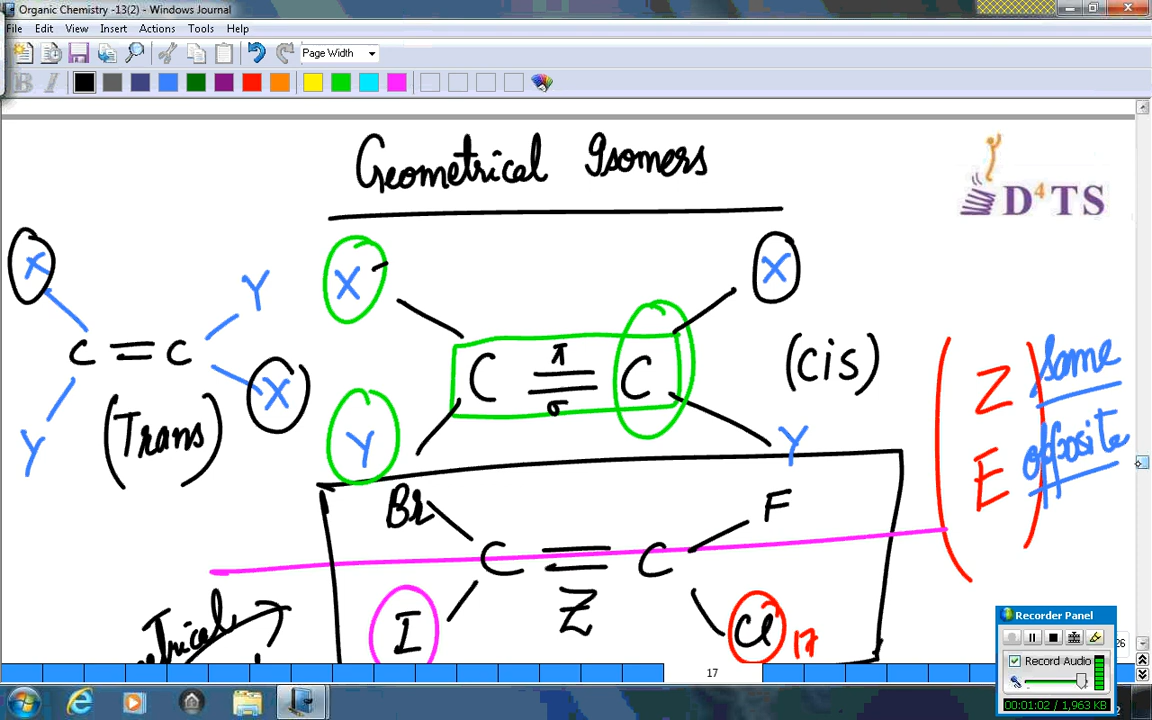 Organic Chemistry -13(2) - Windows Journal
File Edit View Insert Actions Tools Help
Page Width
B I
Geometrical Isomers
D4TS
X Y
C = C
Y X
(Trans)
X X
C π σ C
Y Y
(cis)
Z same
E opposite
Br F
C = C
Z
I Cl 17
Recorder Panel
Record Audio
00:01:02 / 1,963 KB
26
17